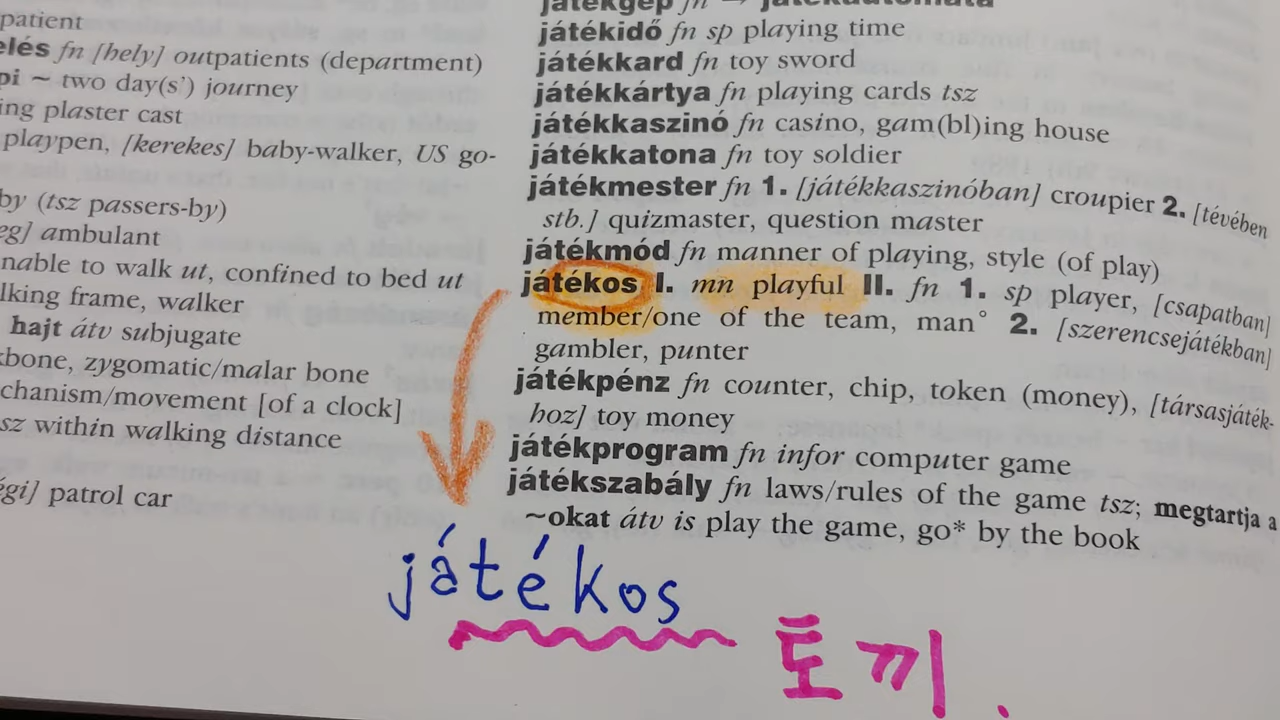 patient
elés fn [hely] outpatients (department)
pi ~ two day(s') journey
ing plaster cast
playpen, [kerekes] baby-walker, US go-
by (tsz passers-by)
eg] ambulant
nable to walk ut, confined to bed ut
lking frame, walker
hajt átv subjugate
kbone, zygomatic/malar bone
chanism/movement [of a clock]
sz within walking distance
égi] patrol car
játékgép fn → játékautomata
játékidő fn sp playing time
játékkard fn toy sword
játékkártya fn playing cards tsz
játékkaszinó fn casino, gam(bl)ing house
játékkatona fn toy soldier
játékmester fn 1. [játékkaszinóban] croupier 2. [tévében
stb.] quizmaster, question master
játékmód fn manner of playing, style (of play)
játékos I. mn playful II. fn 1. sp player, [csapatban]
member/one of the team, man° 2. [szerencsejátékban]
gambler, punter
játékpénz fn counter, chip, token (money), [társasjáték-
hoz] toy money
játékprogram fn infor computer game
játékszabály fn laws/rules of the game tsz; megtartja a
~okat átv is play the game, go* by the book
játékos
토끼.